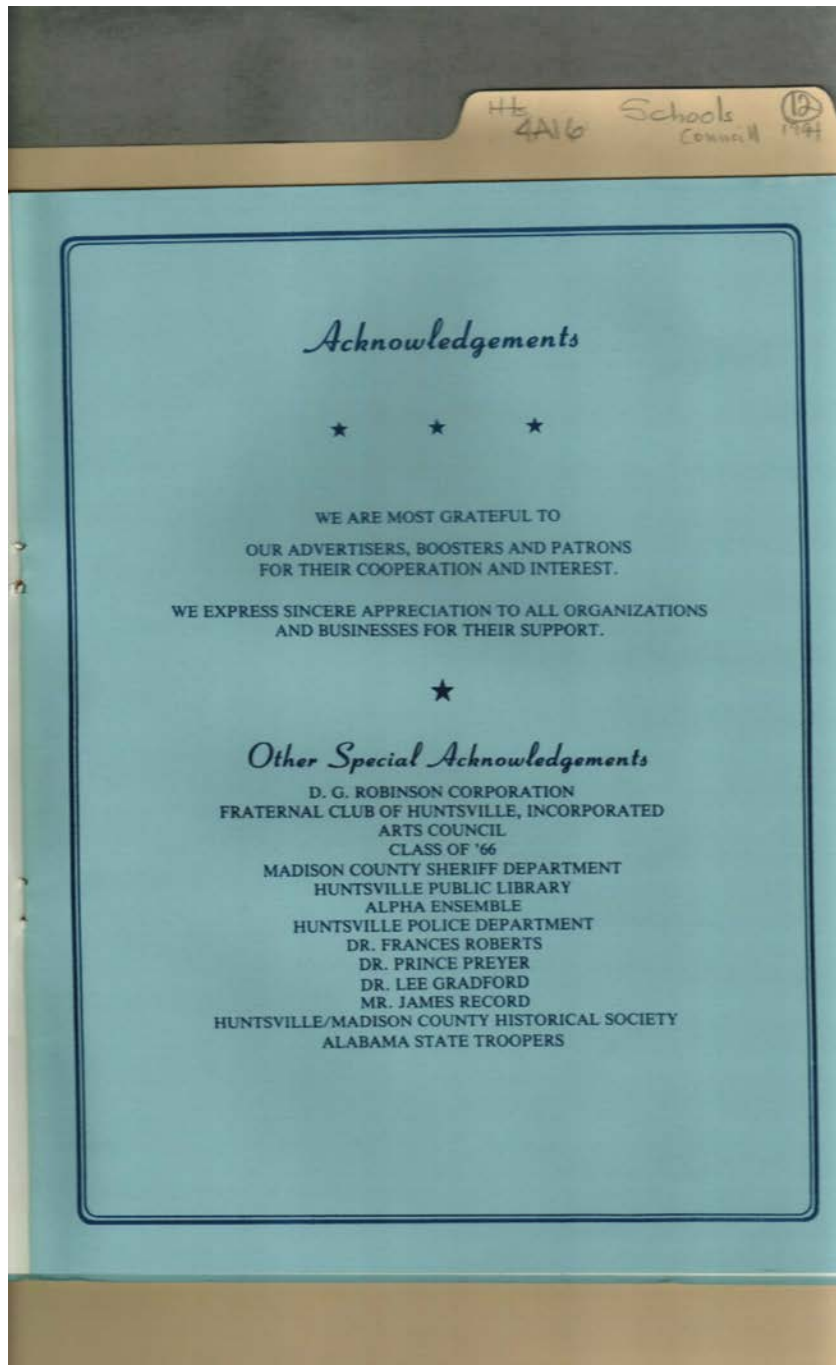 Hts Schools 12
4A16 Council
Acknowledgements
WE ARE MOST GRATEFUL TO
OUR ADVERTISERS, BOOSTERS AND PATRONS
FOR THEIR COOPERATION AND INTEREST.
WE EXPRESS SINCERE APPRECIATION TO ALL ORGANIZATIONS
AND BUSINESSES FOR THEIR SUPPORT.
Other Special Acknowledgements
D. G. ROBINSON CORPORATION
FRATERNAL CLUB OF HUNTSVILLE, INCORPORATED
ARTS COUNCIL
CLASS OF '66
MADISON COUNTY SHERIFF DEPARTMENT
HUNTSVILLE PUBLIC LIBRARY
ALPHA ENSEMBLE
HUNTSVILLE POLICE DEPARTMENT
DR. FRANCES ROBERTS
DR. PRINCE PREYER
DR. LEE GRADFORD
MR. JAMES RECORD
HUNTSVILLE/MADISON COUNTY HISTORICAL SOCIETY
ALABAMA STATE TROOPERS